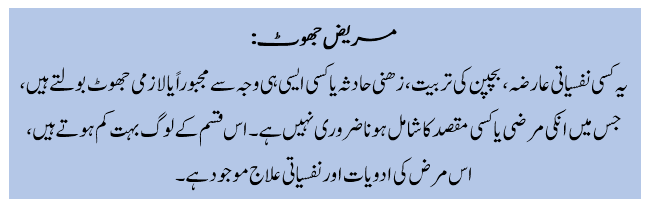 مریض جھوٹ:
یہ کسی نفسیاتی عارضہ، بچپن کی تربیت، زھنی حادثہ یا کسی ایسی ہی وجہ سے مجبوراً یا لازمی جھوٹ بولتے ہیں،
جس میں انکی مرضی یا کسی مقصد کا شامل ہونا ضروری نہیں ہے۔ اس قسم کے لوگ بہت کم ہوتے ہیں،
اس مرض کی ادویات اور نفسیاتی علاج موجود ہے۔